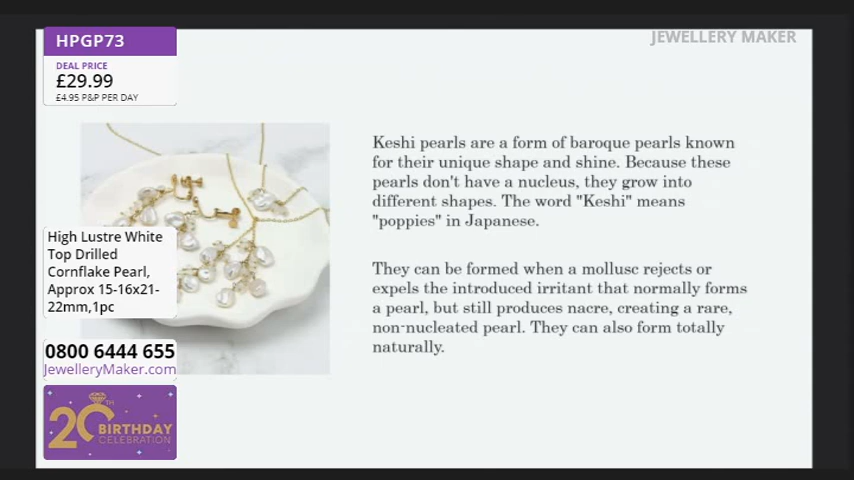 HPGP73
DEAL PRICE
£29.99
£4.95 P&P PER DAY
JEWELLERY MAKER
High Lustre White
Top Drilled
Cornflake Pearl,
Approx 15-16x21-
22mm,1pc
0800 6444 655
JewelleryMaker.com
20TH
BIRTHDAY
CELEBRATION
Keshi pearls are a form of baroque pearls known
for their unique shape and shine. Because these
pearls don't have a nucleus, they grow into
different shapes. The word "Keshi" means
"poppies" in Japanese.
They can be formed when a mollusc rejects or
expels the introduced irritant that normally forms
a pearl, but still produces nacre, creating a rare,
non-nucleated pearl. They can also form totally
naturally.